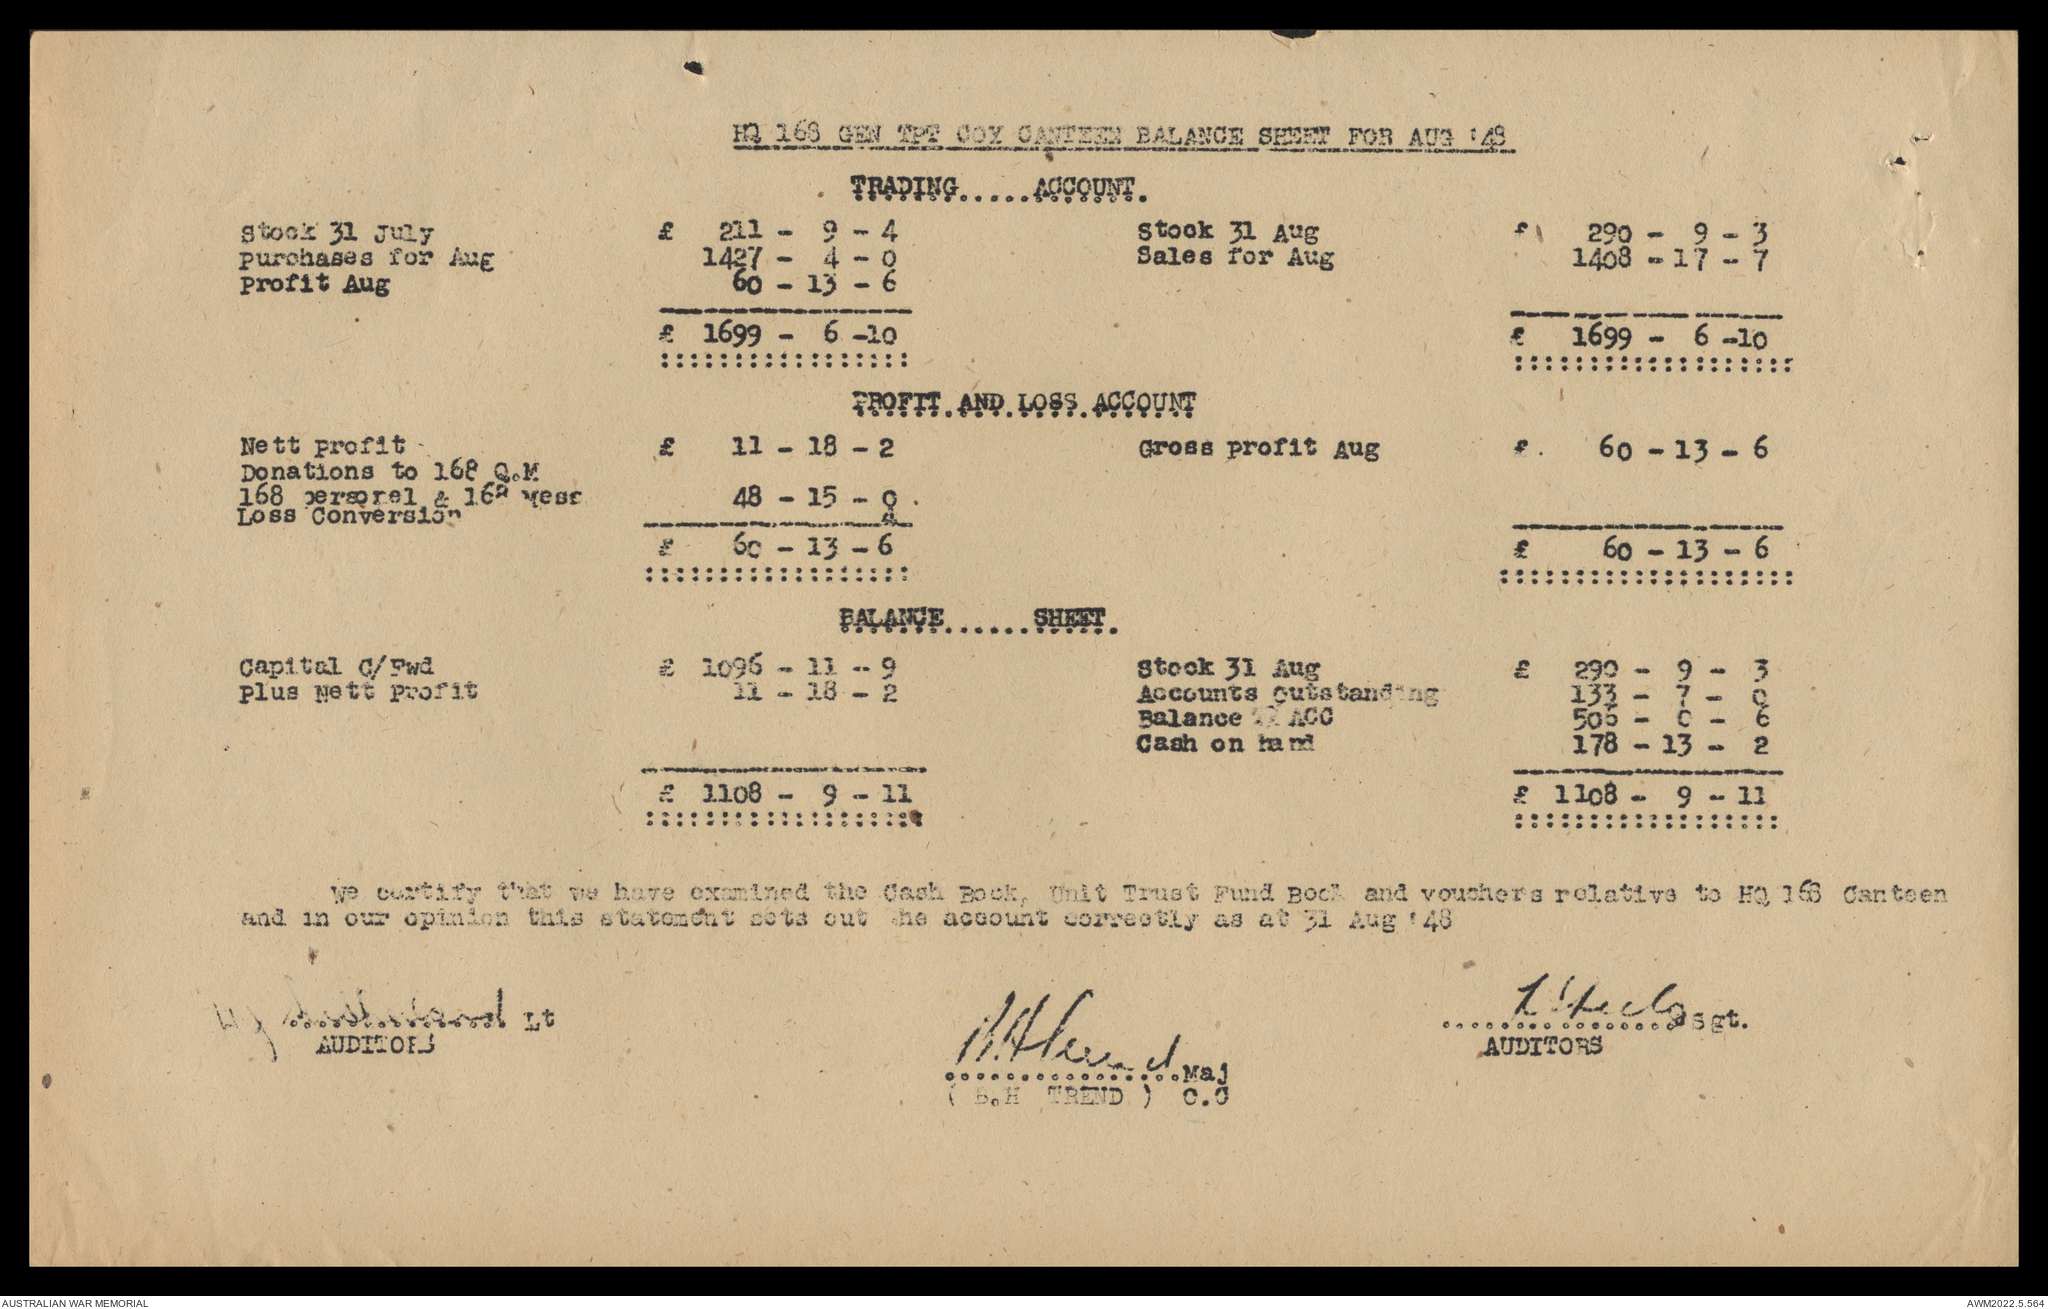 HQ 168 GEN TPT COY CANTEEN BALANCE SHEET FOR AUG '48
TRADING.....ACCOUNT.
Stock 31 July £ 211 - 9 - 4 Stock 31 Aug £ 290 - 9 - 3
Purchases for Aug 1427 - 4 - 0 Sales for Aug 1408 - 17 - 7
Profit Aug 60 - 13 - 6
£ 1699 - 6 -10 £ 1699 - 6 -10
PROFIT AND LOSS ACCOUNT
Nett Profit £ 11 - 18 - 2 Gross Profit Aug £. 60 - 13 - 6
Donations to 168 Q.M
168 personel & 168 Mess 48 - 15 - 0
Loss Conversion 4
£ 60 - 13 - 6 £ 60 - 13 - 6
BALANCE......SHEET.
Capital C/Fwd £ 1096 - 11 - 9 Stock 31 Aug £ 290 - 9 - 3
Plus Nett Profit 11 - 18 - 2 Accounts Outstanding 133 - 7 - 0
Balance ACC 506 - 0 - 6
Cash on hand 178 - 13 - 2
£ 1108 - 9 - 11 £ 1108 - 9 - 11
We certify that we have examined the Cash Book, Unit Trust Fund Book and vouchers relative to HQ 168 Canteen
and in our opinion this statement sets out the account correctly as at 31 Aug '48
Lt Ssgt.
AUDITORS AUDITORS
Maj
( B.H TREND ) O.C
AUSTRALIAN WAR MEMORIAL AWM2022.5.564